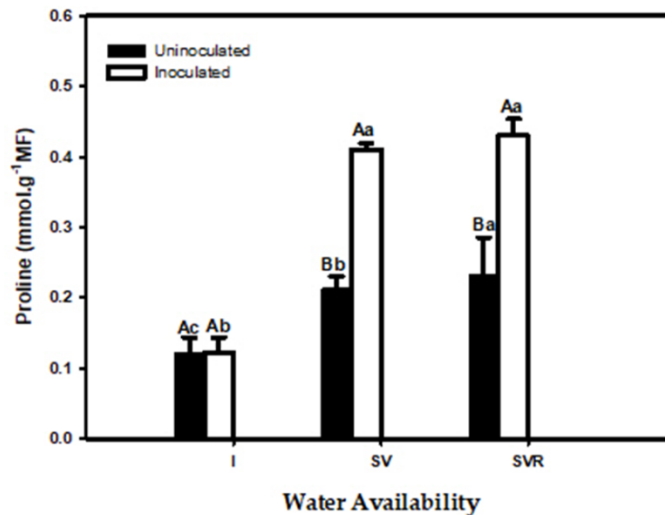 0.6
Uninoculated
Inoculated
0.5
Aa
Aa
0.4
0.3
Ba
Bb
0.2
Ac Ab
0.1
0.0
Proline (mmol.g⁻¹MF)
I SV SVR
Water Availability